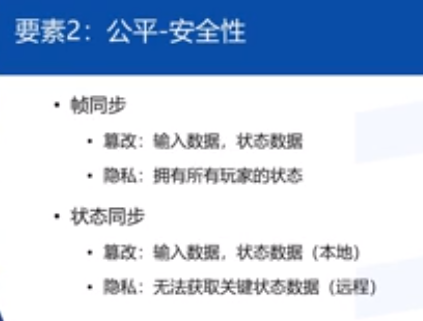 要素2：公平-安全性
• 帧同步
• 篡改：输入数据，状态数据
• 隐私：拥有所有玩家的状态
• 状态同步
• 篡改：输入数据，状态数据（本地）
• 隐私：无法获取关键状态数据（远程）